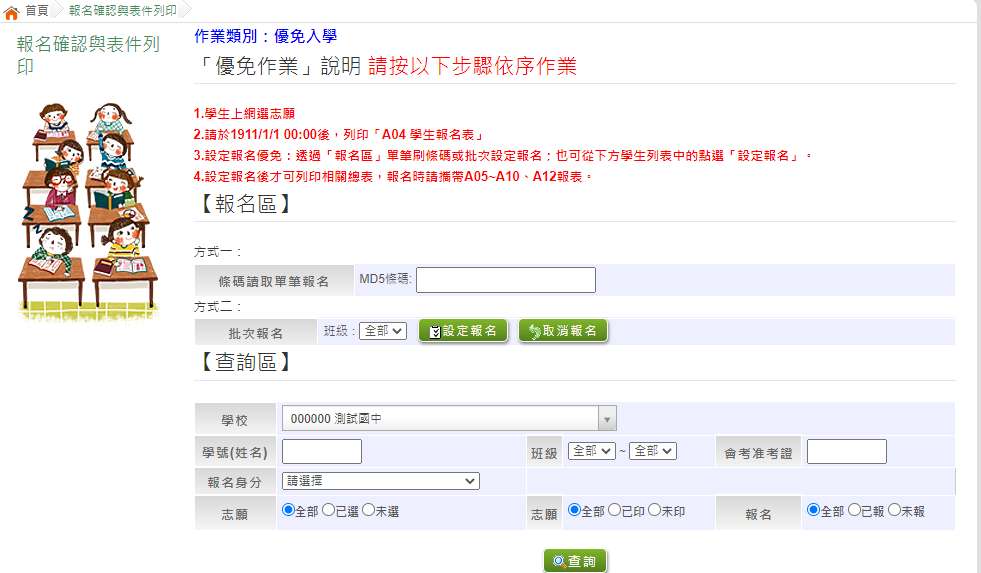 首頁 報名確認與表件列印
報名確認與表件列
印
作業類別：優免入學
「優免作業」說明 請按以下步驟依序作業
1.學生上網選志願
2.請於1911/1/1 00:00後，列印「A04 學生報名表」
3.設定報名優免：透過「報名區」單筆刷條碼或批次設定報名；也可從下方學生列表中的點選「設定報名」。
4.設定報名後才可列印相關總表，報名時請攜帶A05~A10、A12報表。
【報名區】
方式一：
條碼讀取單筆報名 MD5條碼:
方式二：
批次報名 班級：全部 設定報名 取消報名
【查詢區】
學校 000000 測試國中
學號(姓名) 班級 全部 ~ 全部 會考准考證
報名身分 請選擇
志願 全部 已選 未選 志願 全部 已印 未印 報名 全部 已報 未報
查詢